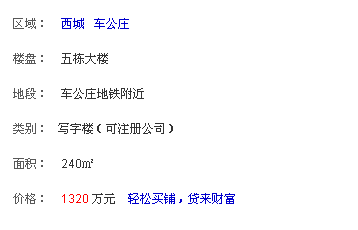 区域： 西城 车公庄
楼盘： 五栋大楼
地段： 车公庄地铁附近
类别： 写字楼（可注册公司）
面积： 240㎡
价格： 1320 万元 轻松买铺，贷来财富